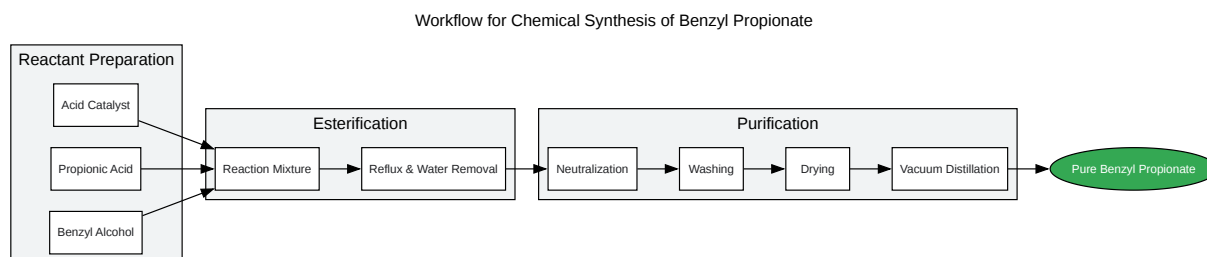 Workflow for Chemical Synthesis of Benzyl Propionate
Reactant Preparation
Acid Catalyst
Propionic Acid
Benzyl Alcohol
Esterification
Reaction Mixture
Reflux & Water Removal
Purification
Neutralization
Washing
Drying
Vacuum Distillation
Pure Benzyl Propionate